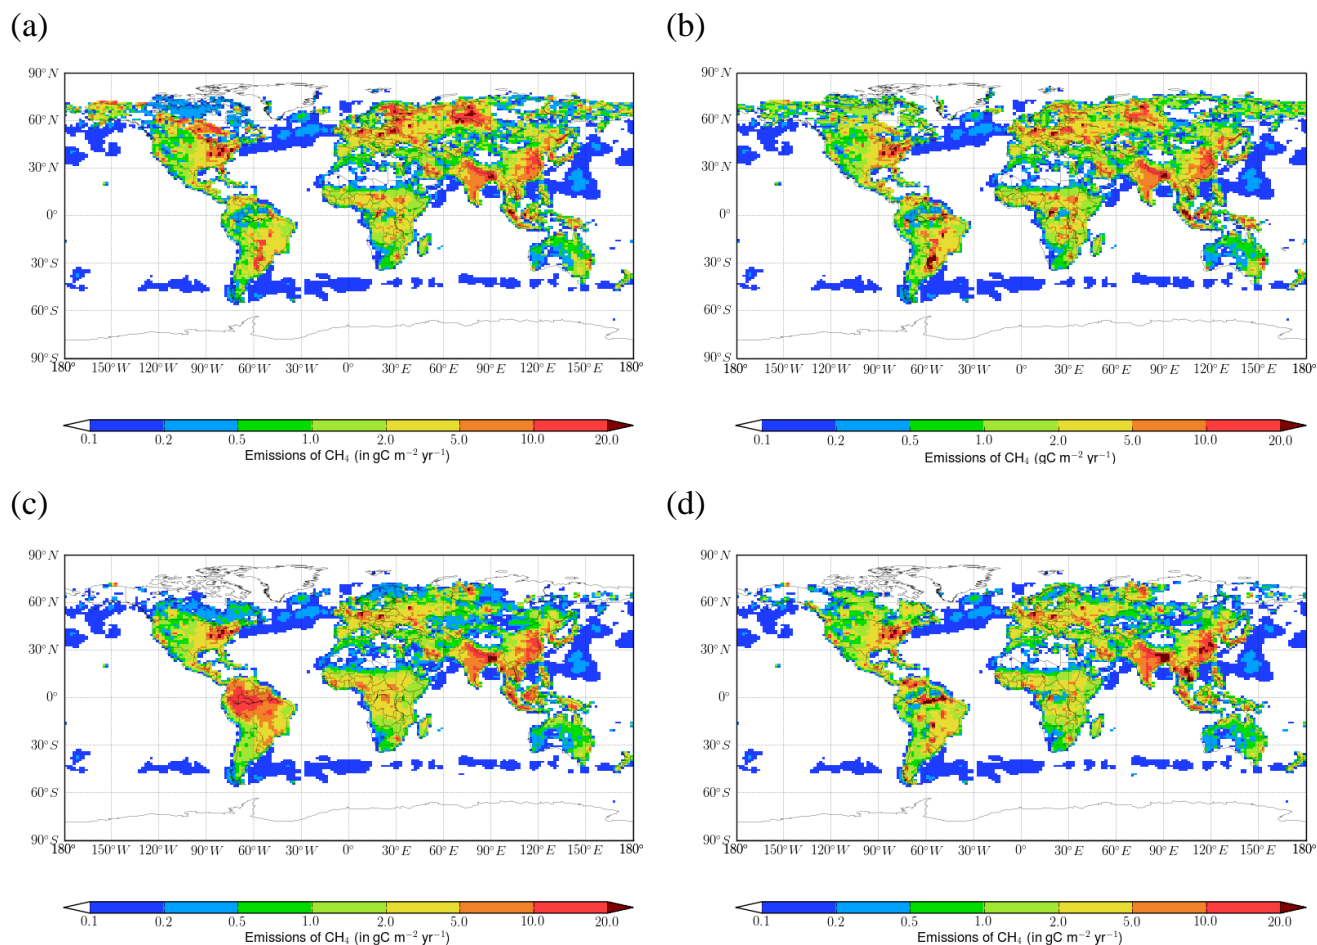 (a)
(b)
90°N
60°N
30°N
0°
30°S
60°S
90°S
180° 150°W 120°W 90°W 60°W 30°W 0° 30°E 60°E 90°E 120°E 150°E 180°
0.1 0.2 0.5 1.0 2.0 5.0 10.0 20.0
Emissions of CH₄ (in gC m⁻² yr⁻¹)
90°N
60°N
30°N
0°
30°S
60°S
90°S
180° 150°W 120°W 90°W 60°W 30°W 0° 30°E 60°E 90°E 120°E 150°E 180°
0.1 0.2 0.5 1.0 2.0 5.0 10.0 20.0
Emissions of CH₄ (gC m⁻² yr⁻¹)
(c)
(d)
90°N
60°N
30°N
0°
30°S
60°S
90°S
180° 150°W 120°W 90°W 60°W 30°W 0° 30°E 60°E 90°E 120°E 150°E 180°
0.1 0.2 0.5 1.0 2.0 5.0 10.0 20.0
Emissions of CH₄ (in gC m⁻² yr⁻¹)
90°N
60°N
30°N
0°
30°S
60°S
90°S
180° 150°W 120°W 90°W 60°W 30°W 0° 30°E 60°E 90°E 120°E 150°E 180°
0.1 0.2 0.5 1.0 2.0 5.0 10.0 20.0
Emissions of CH₄ (in gC m⁻² yr⁻¹)